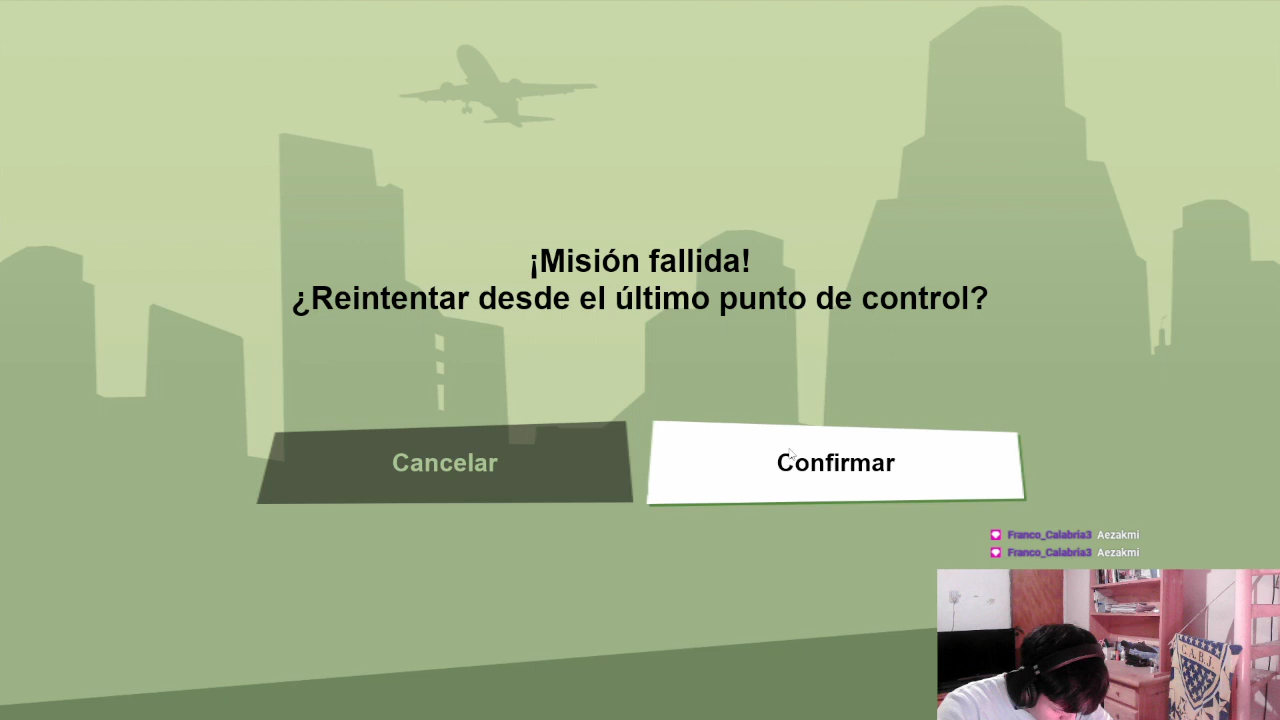 ¡Misión fallida!
¿Reintentar desde el último punto de control?
Cancelar
Confirmar
Franco_Calabria3 Aezakmi
Franco_Calabria3 Aezakmi
C.A.B.J.